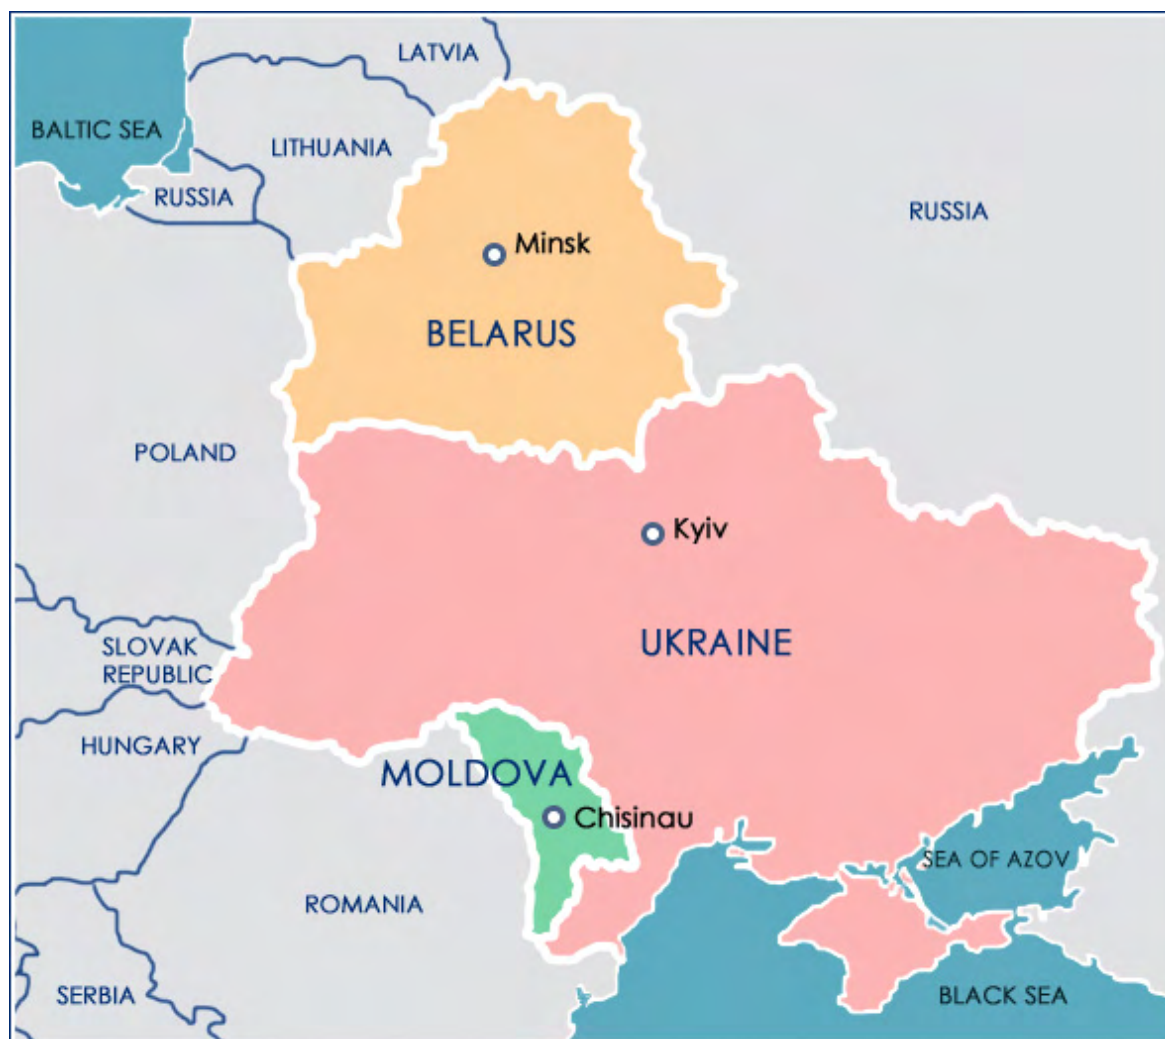 LATVIA
BALTIC SEA
LITHUANIA
RUSSIA
RUSSIA
Minsk
BELARUS
POLAND
Kyiv
UKRAINE
SLOVAK
REPUBLIC
HUNGARY
MOLDOVA
Chisinau
SEA OF AZOV
ROMANIA
SERBIA
BLACK SEA